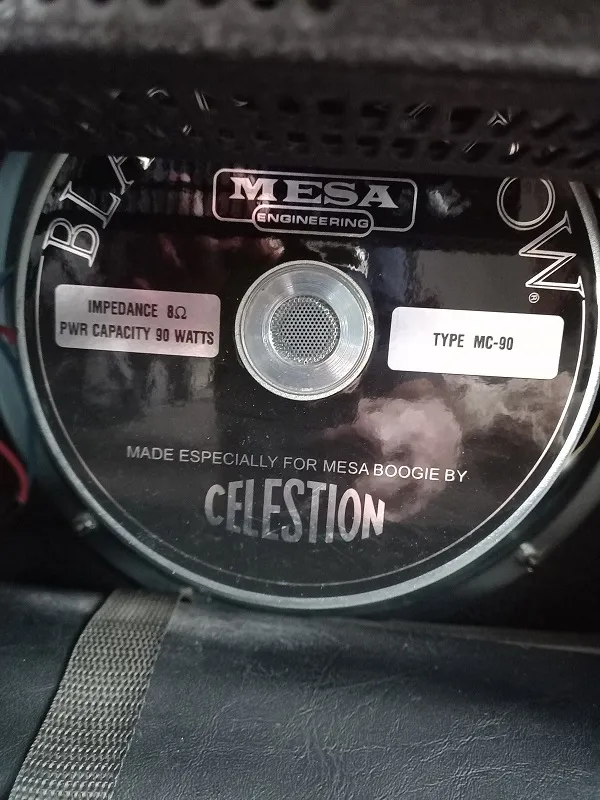 MESA
ENGINEERING
IMPEDANCE 8Ω
PWR CAPACITY 90 WATTS
TYPE MC-90
MADE ESPECIALLY FOR MESA BOOGIE BY
CELESTION